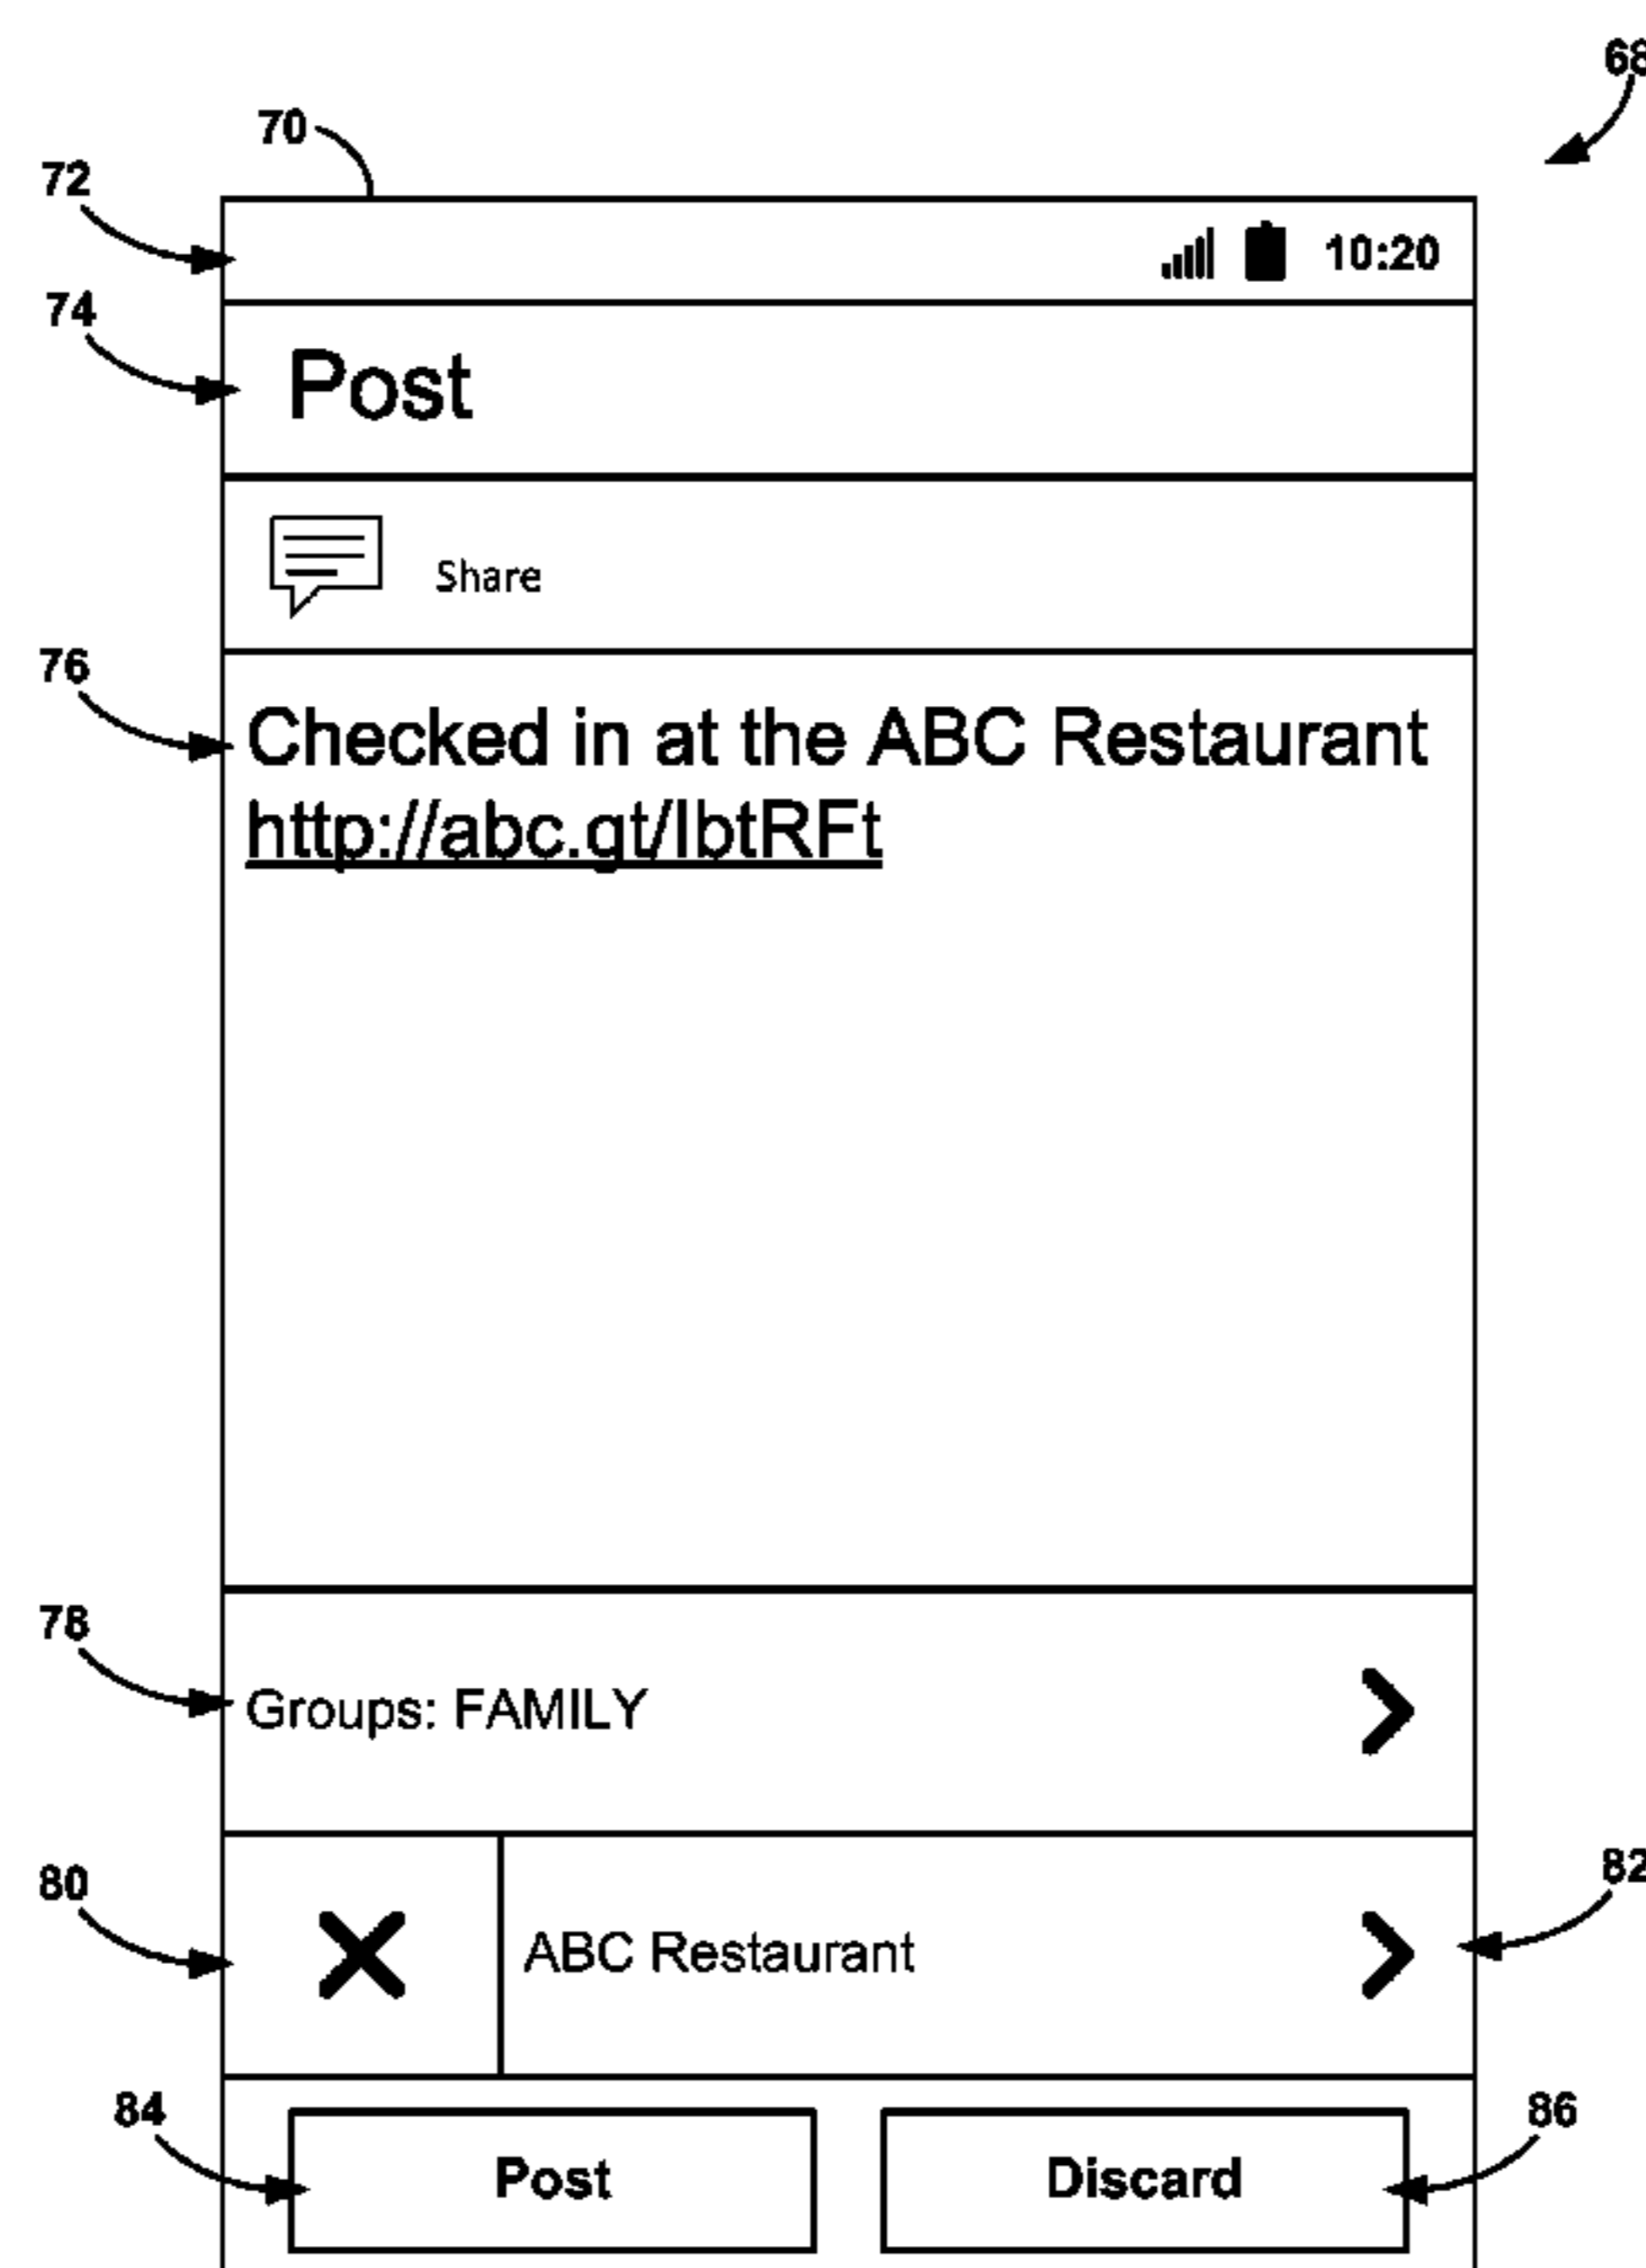 68
70
72
10:20
74
Post
Share
76
Checked in at the ABC Restaurant
http://abc.gt/IbtRFt
78
Groups: FAMILY
80
82
ABC Restaurant
84
86
Post
Discard